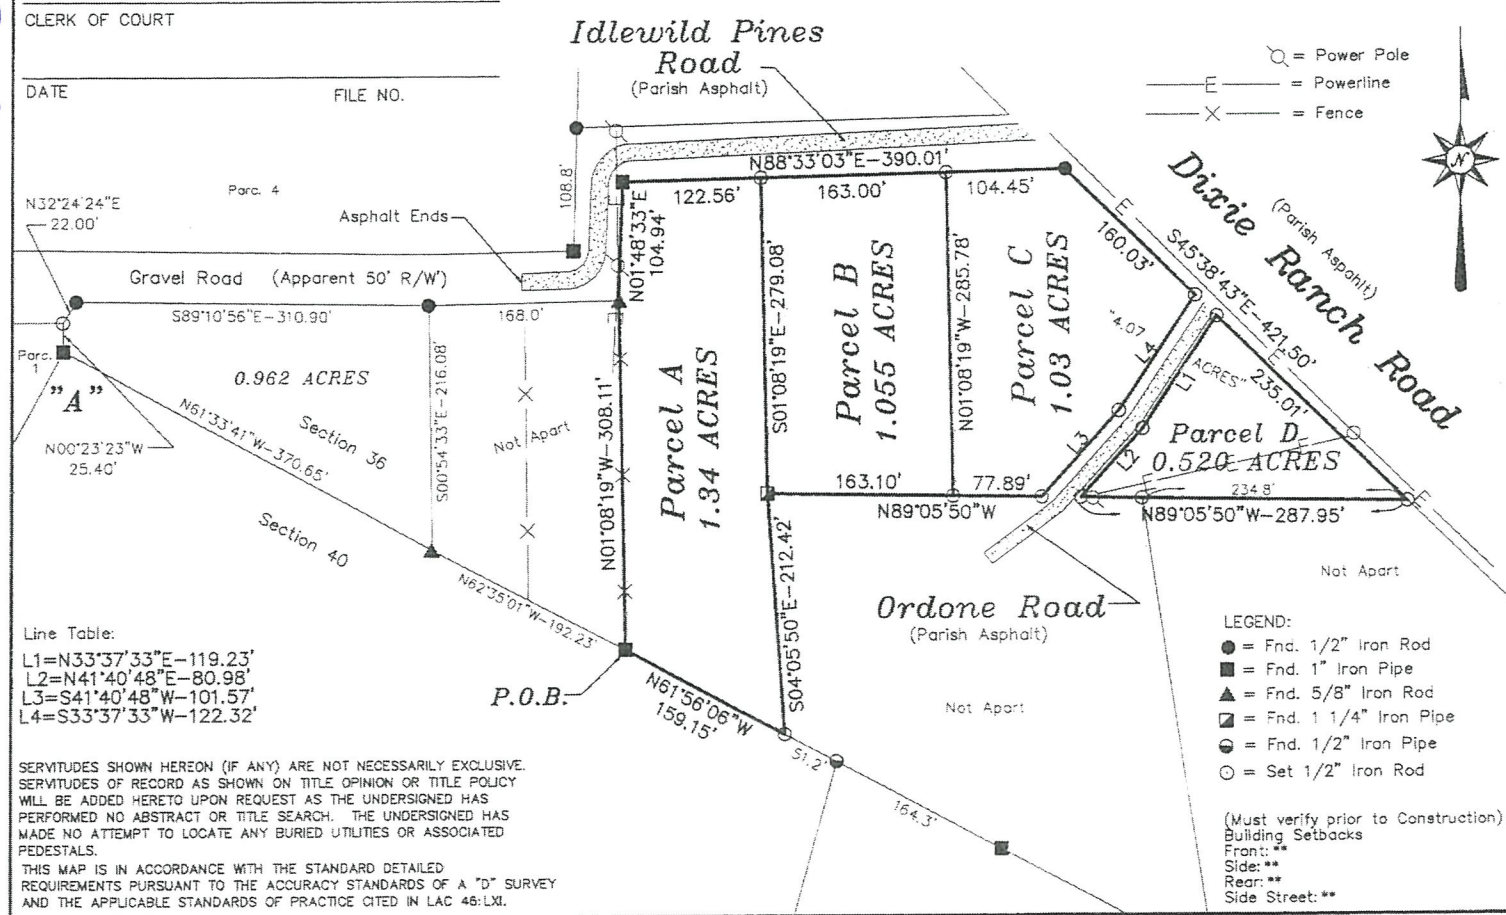 CLERK OF COURT
DATE
FILE NO.
Idlewild Pines
Road
(Parish Asphalt)
= Power Pole
E = Powerline
X = Fence
N
N32°24'24"E
22.00'
Parc. 4
108.8'
Asphalt Ends
Gravel Road (Apparent 50' R/W')
S89°10'56"E-310.90'
168.0'
N01°48'33"E
104.94'
N88°33'03"E-390.01'
122.56'
163.00'
104.45'
E
160.03'
S45°38'43"E-421.50'
Dixie Ranch Road
(Parish Aspahlt)
Parc.
1
"A"
0.962 ACRES
S00°54'33"E-216.08'
N61°33'41"W-370.65'
Section 36
Not Apart
N00°23'23"W
25.40'
Section 40
N62°35'01"W-192.23'
N01°08'19"W-308.11'
Parcel A
1.34 ACRES
S01°08'19"E-279.08'
Parcel B
1.055 ACRES
N01°08'19"W-285.78'
Parcel C
1.03 ACRES
"4.07
ACRES"
L4
L1
L3
L2
E
235.01'
Parcel D
0.520 ACRES
E
E
234.8'
163.10'
77.89'
N89°05'50"W
N89°05'50"W-287.95'
E
S04°05'50"E-212.42'
Ordone Road
(Parish Asphalt)
Not Apart
Not Apart
P.O.B.
N61°56'06"W
159.15'
51.2'
164.3'
Line Table:
L1=N33°37'33"E-119.23'
L2=N41°40'48"E-80.98'
L3=S41°40'48"W-101.57'
L4=S33°37'33"W-122.32'
LEGEND:
= Fnd. 1/2" Iron Rod
= Fnd. 1" Iron Pipe
= Fnd. 5/8" Iron Rod
= Fnd. 1 1/4" Iron Pipe
= Fnd. 1/2" Iron Pipe
= Set 1/2" Iron Rod
(Must verify prior to Construction)
Building Setbacks
Front: **
Side: **
Rear: **
Side Street: **
SERVITUDES SHOWN HEREON (IF ANY) ARE NOT NECESSARILY EXCLUSIVE.
SERVITUDES OF RECORD AS SHOWN ON TITLE OPINION OR TITLE POLICY
WILL BE ADDED HERETO UPON REQUEST AS THE UNDERSIGNED HAS
PERFORMED NO ABSTRACT OR TITLE SEARCH. THE UNDERSIGNED HAS
MADE NO ATTEMPT TO LOCATE ANY BURIED UTILITIES OR ASSOCIATED
PEDESTALS.
THIS MAP IS IN ACCORDANCE WITH THE STANDARD DETAILED
REQUIREMENTS PURSUANT TO THE ACCURACY STANDARDS OF A "D" SURVEY
AND THE APPLICABLE STANDARDS OF PRACTICE CITED IN LAC 46:LXI.